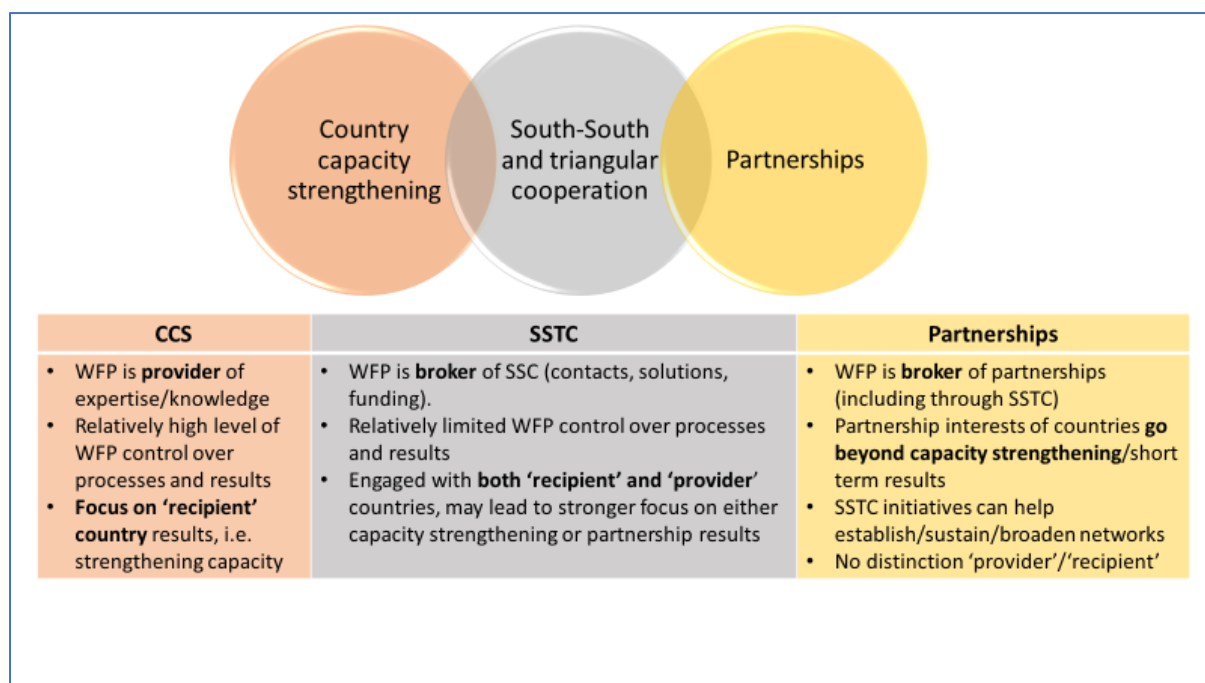 Country
capacity
strengthening
South-South
and triangular
cooperation
Partnerships
CCS
• WFP is provider of
expertise/knowledge
• Relatively high level of
WFP control over
processes and results
• Focus on ‘recipient’
country results, i.e.
strengthening capacity
SSTC
• WFP is broker of SSC (contacts, solutions,
funding).
• Relatively limited WFP control over processes
and results
• Engaged with both ‘recipient’ and ‘provider’
countries, may lead to stronger focus on either
capacity strengthening or partnership results
Partnerships
• WFP is broker of partnerships
(including through SSTC)
• Partnership interests of countries go
beyond capacity strengthening/short
term results
• SSTC initiatives can help
establish/sustain/broaden networks
• No distinction ‘provider’/‘recipient’